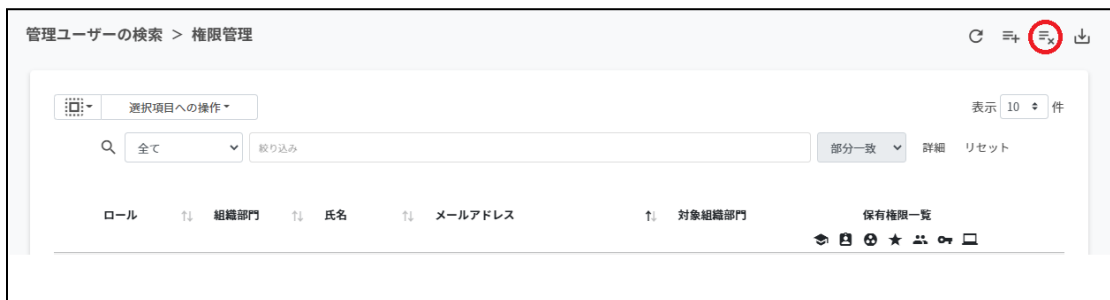 管理ユーザーの検索 > 権限管理
選択項目への操作
表示 10 件
全て 絞り込み 部分一致 詳細 リセット
ロール 組織部門 氏名 メールアドレス 対象組織部門 保有権限一覧